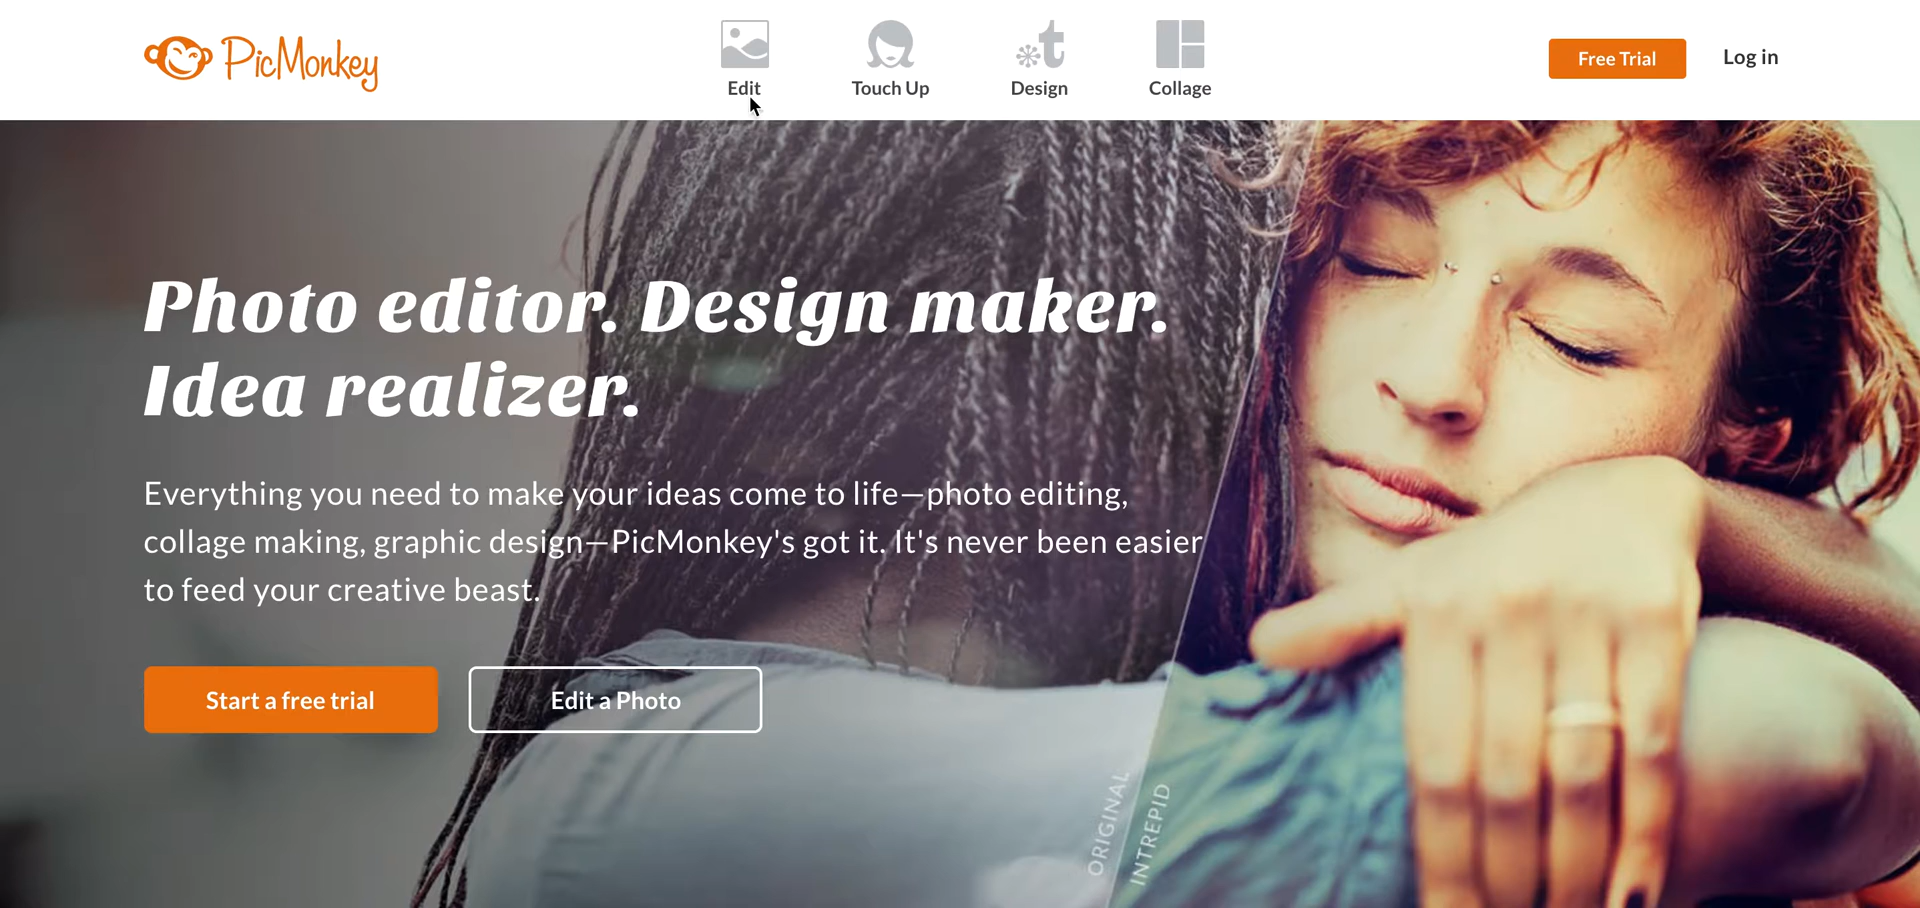 PicMonkey
Edit
Touch Up
Design
Collage
Free Trial
Log in
Photo editor. Design maker.
Idea realizer.
Everything you need to make your ideas come to life—photo editing,
collage making, graphic design—PicMonkey's got it. It's never been easier
to feed your creative beast.
Start a free trial
Edit a Photo
ORIGINAL
INTREPID